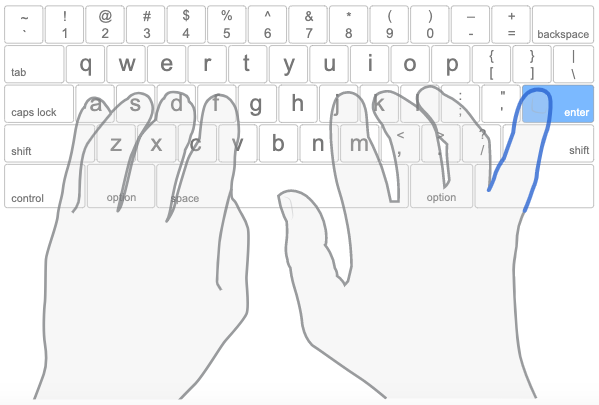 ~ ! @ # $ % ^ & * ( ) _ +
` 1 2 3 4 5 6 7 8 9 0 - = backspace
tab q w e r t y u i o p { [ } ] | \
caps lock a s d f g h j k : ; " ' enter
shift z x c v b n m < , > . ? / shift
control option space option